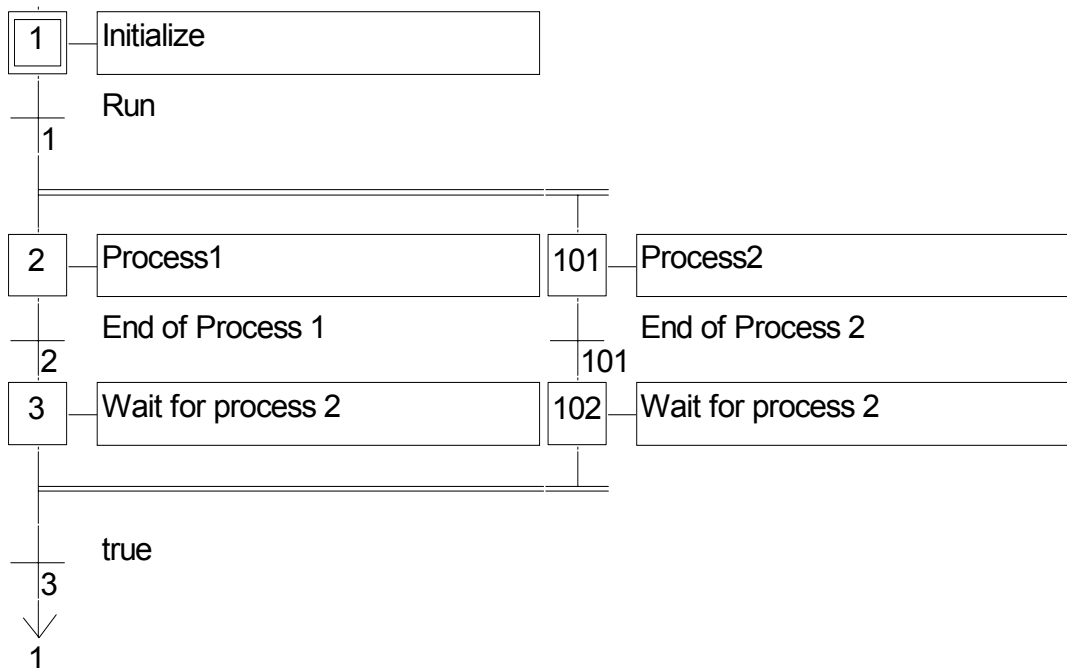 1 Initialize
Run
1
2 Process1 101 Process2
End of Process 1 End of Process 2
2 101
3 Wait for process 2 102 Wait for process 2
true
3
1